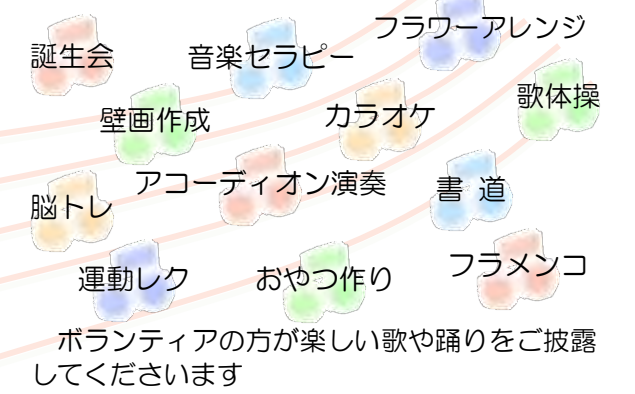 フラワーアレンジ
誕生会
音楽セラピー
歌体操
壁画作成
カラオケ
アコーディオン演奏
書 道
脳トレ
フラメンコ
運動レク
おやつ作り
ボランティアの方が楽しい歌や踊りをご披露
してくださいます